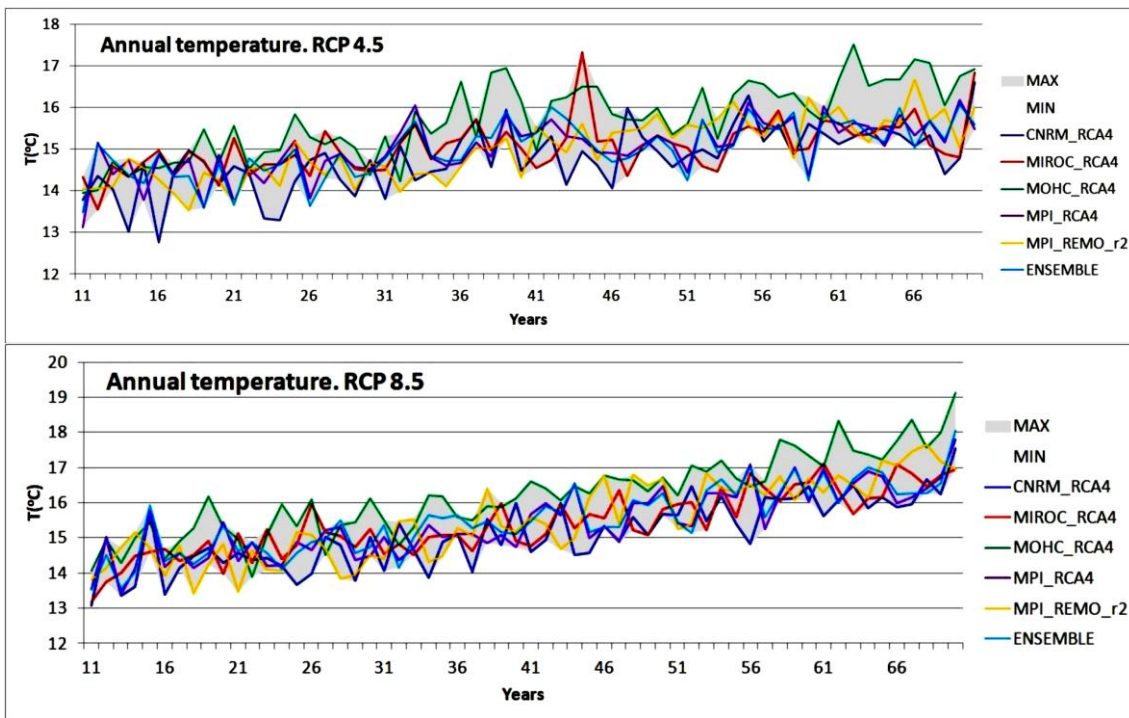 Annual temperature. RCP 4.5
T(ºC)
18
17
16
15
14
13
12
11 16 21 26 31 36 41 46 51 56 61 66
Years
MAX
MIN
CNRM_RCA4
MIROC_RCA4
MOHC_RCA4
MPI_RCA4
MPI_REMO_r2
ENSEMBLE
Annual temperature. RCP 8.5
T(ºC)
20
19
18
17
16
15
14
13
12
11 16 21 26 31 36 41 46 51 56 61 66
Years
MAX
MIN
CNRM_RCA4
MIROC_RCA4
MOHC_RCA4
MPI_RCA4
MPI_REMO_r2
ENSEMBLE